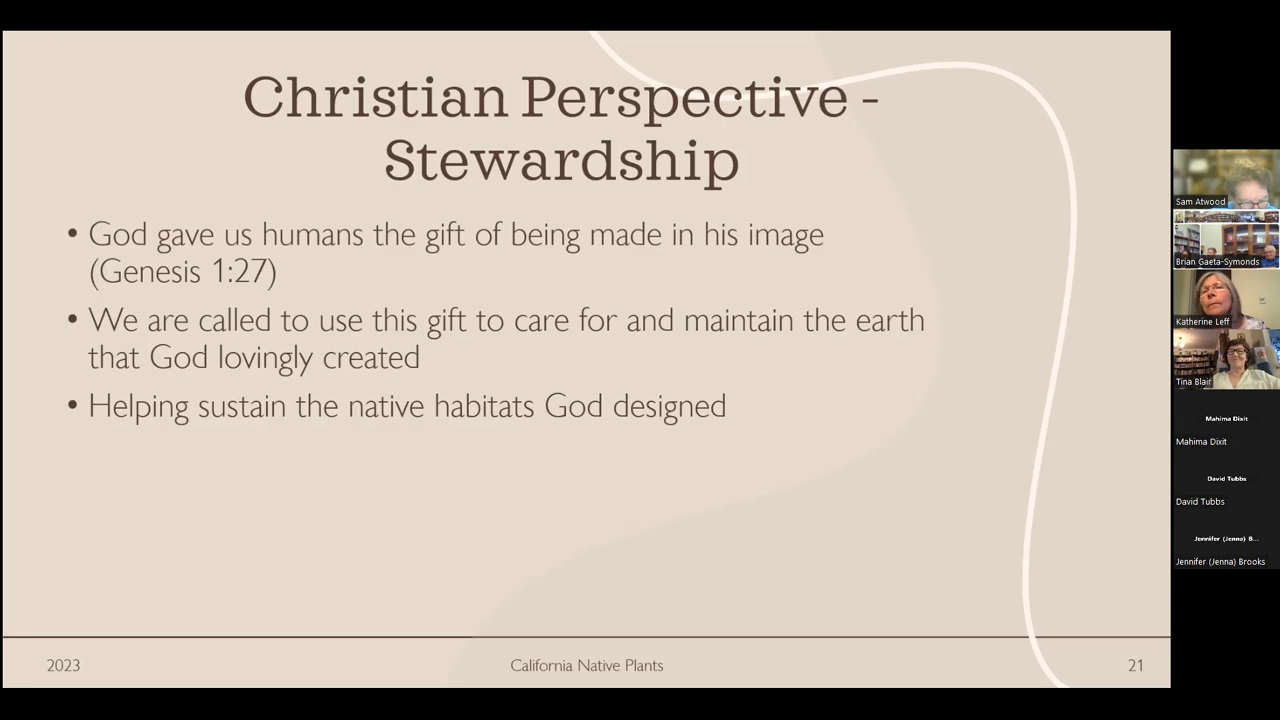 Christian Perspective -
Stewardship
• God gave us humans the gift of being made in his image
(Genesis 1:27)
• We are called to use this gift to care for and maintain the earth
that God lovingly created
• Helping sustain the native habitats God designed
2023
California Native Plants
21
Sam Atwood
Brian Gaeta-Symonds
Katherine Leff
Tina Blair
Mahima Dixit
Mahima Dixit
David Tubbs
David Tubbs
Jennifer (Jenna) B...
Jennifer (Jenna) Brooks